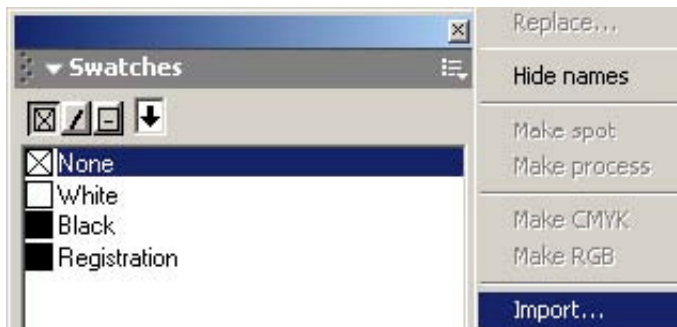 Swatches
None
White
Black
Registration
Replace...
Hide names
Make spot
Make process
Make CMYK
Make RGB
Import...